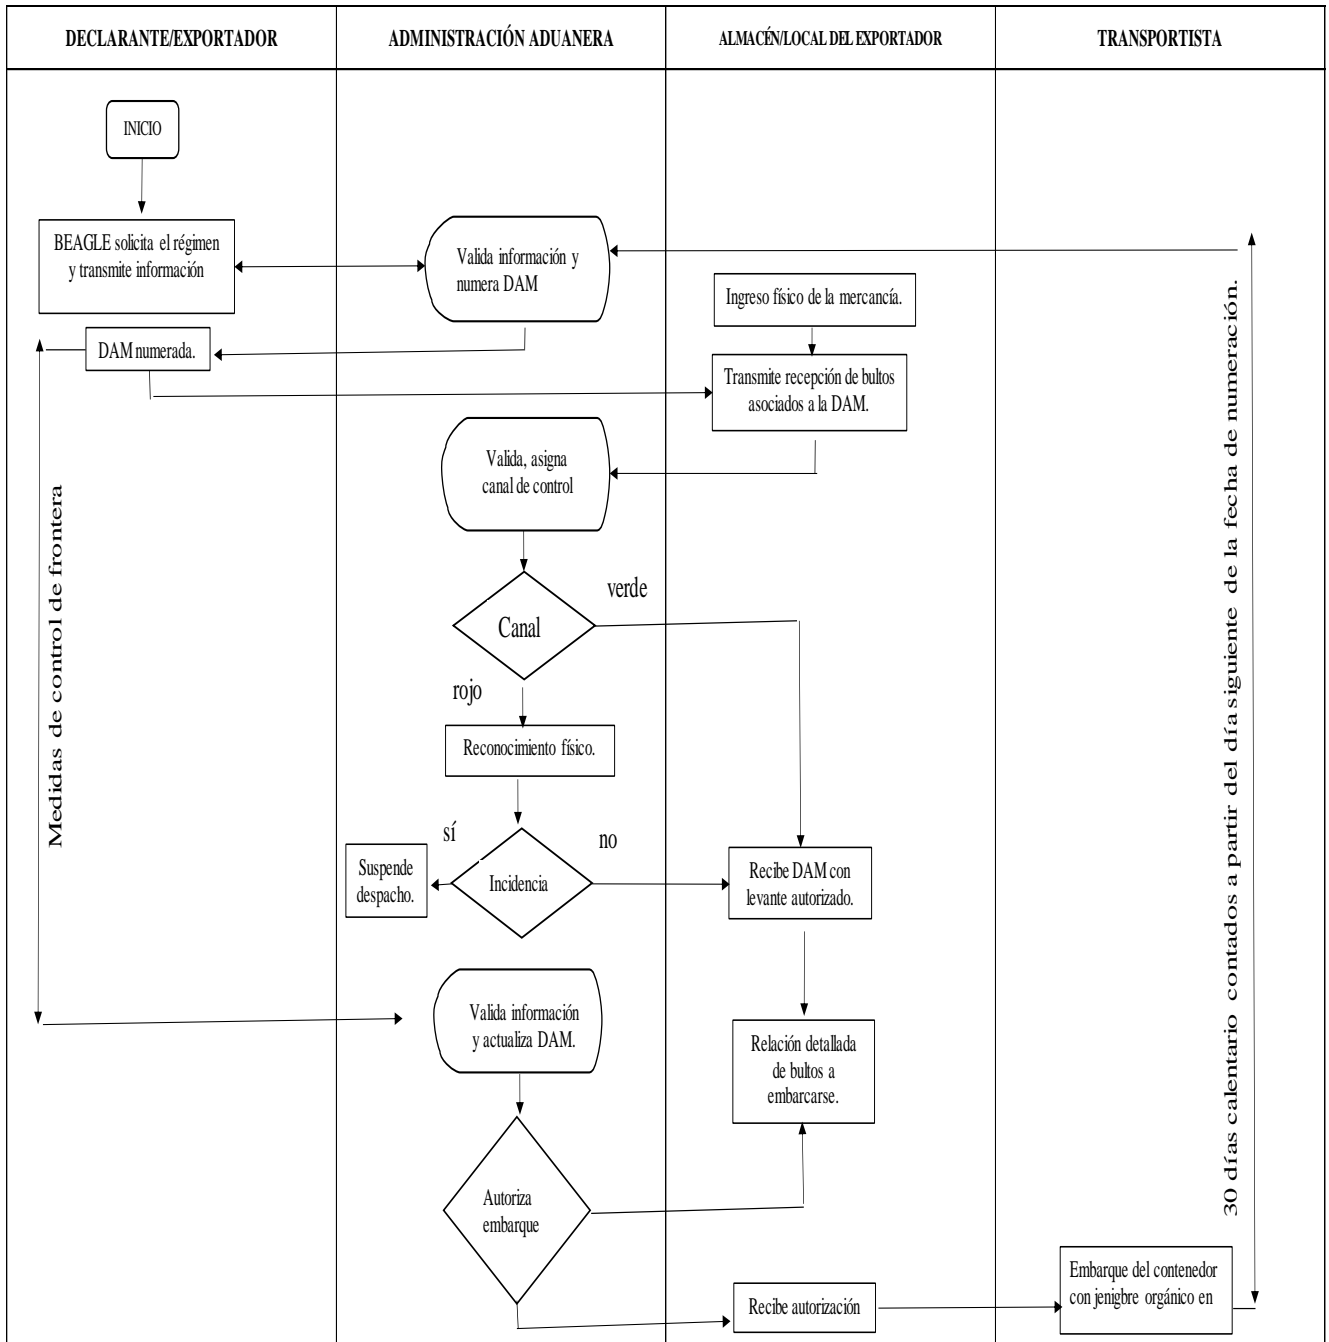 DECLARANTE/EXPORTADOR
ADMINISTRACIÓN ADUANERA
ALMACÉN/LOCAL DEL EXPORTADOR
TRANSPORTISTA
INICIO
BEAGLE solicita el régimen
y transmite información
Valida información y
numera DAM
Ingreso físico de la mercancía.
DAM numerada.
Transmite recepción de bultos
asociados a la DAM.
Valida, asigna
canal de control
Canal
verde
rojo
Reconocimiento físico.
Incidencia
sí
no
Suspende
despacho.
Recibe DAM con
levante autorizado.
Medidas de control de frontera
Valida información
y actualiza DAM.
Relación detallada
de bultos a
embarcarse.
Autoriza
embarque
Recibe autorización
Embarque del contenedor
con jenigbre orgánico en
30 días calentario contados a partir del día siguiente de la fecha de numeración.